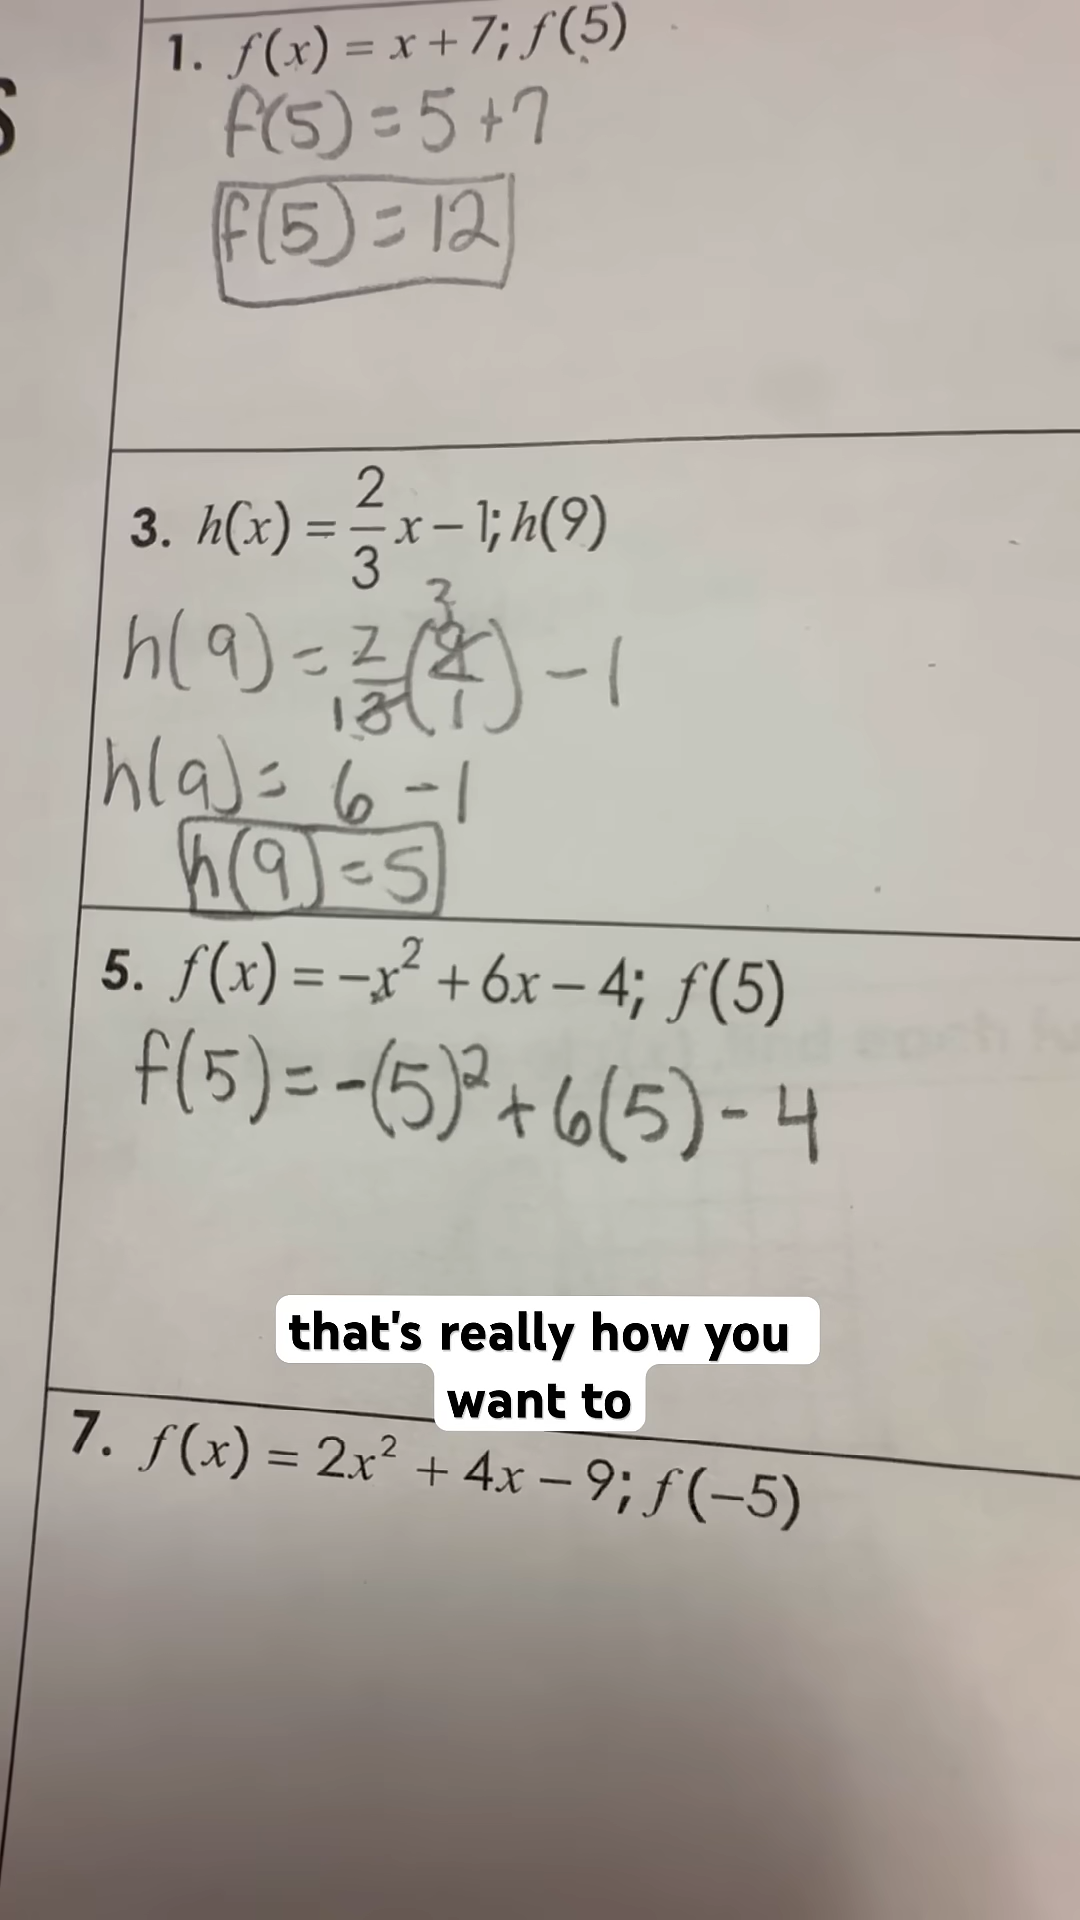 1. f(x) = x + 7; f(5)
f(5) = 5 + 7
f(5) = 12
3. h(x) = 2/3 x – 1; h(9)
3
h(9) = 2/3 (9/1) – 1
1
h(9) = 6 – 1
h(9) = 5
5. f(x) = –x² + 6x – 4; f(5)
f(5) = -(5)² + 6(5) - 4
that's really how you
want to
7. f(x) = 2x² + 4x – 9; f(–5)